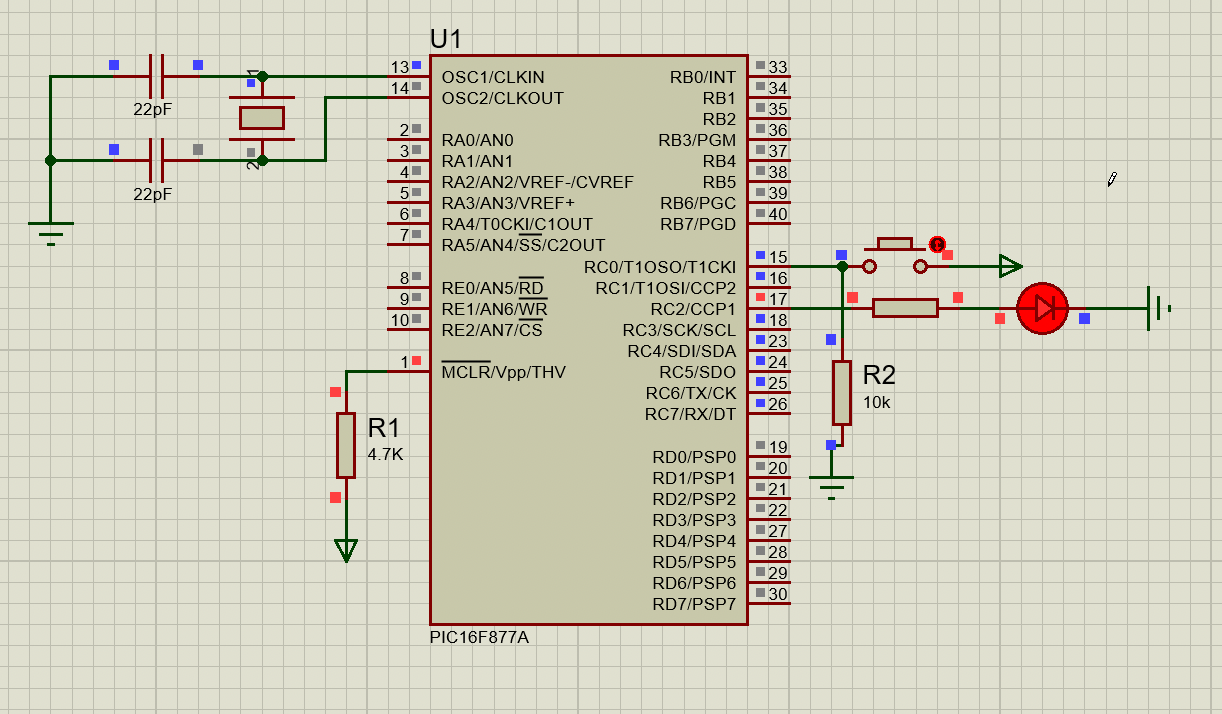 U1
13
OSC1/CLKIN
14
OSC2/CLKOUT
2
RA0/AN0
3
RA1/AN1
4
RA2/AN2/VREF-/CVREF
5
RA3/AN3/VREF+
6
RA4/T0CKI/C1OUT
7
RA5/AN4/SS/C2OUT
8
RE0/AN5/RD
9
RE1/AN6/WR
10
RE2/AN7/CS
1
MCLR/Vpp/THV
RB0/INT
33
RB1
34
RB2
35
RB3/PGM
36
RB4
37
RB5
38
RB6/PGC
39
RB7/PGD
40
RC0/T1OSO/T1CKI
15
RC1/T1OSI/CCP2
16
RC2/CCP1
17
RC3/SCK/SCL
18
RC4/SDI/SDA
23
RC5/SDO
24
RC6/TX/CK
25
RC7/RX/DT
26
RD0/PSP0
19
RD1/PSP1
20
RD2/PSP2
21
RD3/PSP3
22
RD4/PSP4
27
RD5/PSP5
28
RD6/PSP6
29
RD7/PSP7
30
PIC16F877A
22pF
1
2
22pF
R1
4.7K
R2
10k